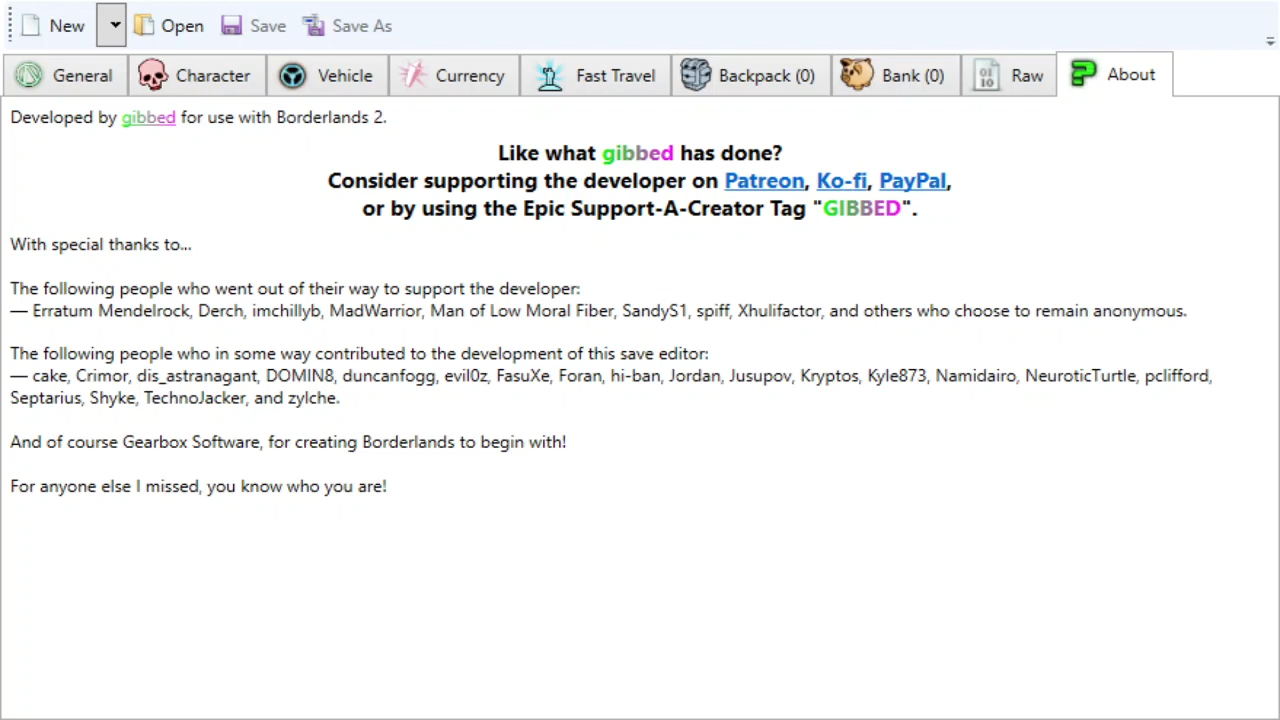 New Open Save Save As
General Character Vehicle Currency Fast Travel Backpack (0) Bank (0) Raw About
Developed by gibbed for use with Borderlands 2.
Like what gibbed has done?
Consider supporting the developer on Patreon, Ko-fi, PayPal,
or by using the Epic Support-A-Creator Tag "GIBBED".
With special thanks to...
The following people who went out of their way to support the developer:
— Erratum Mendelrock, Derch, imchillyb, MadWarrior, Man of Low Moral Fiber, SandyS1, spiff, Xhulifactor, and others who choose to remain anonymous.
The following people who in some way contributed to the development of this save editor:
— cake, Crimor, dis_astranagant, DOMIN8, duncanfogg, evil0z, FasuXe, Foran, hi-ban, Jordan, Jusupov, Kryptos, Kyle873, Namidairo, NeuroticTurtle, pclifford,
Septarius, Shyke, TechnoJacker, and zylche.
And of course Gearbox Software, for creating Borderlands to begin with!
For anyone else I missed, you know who you are!